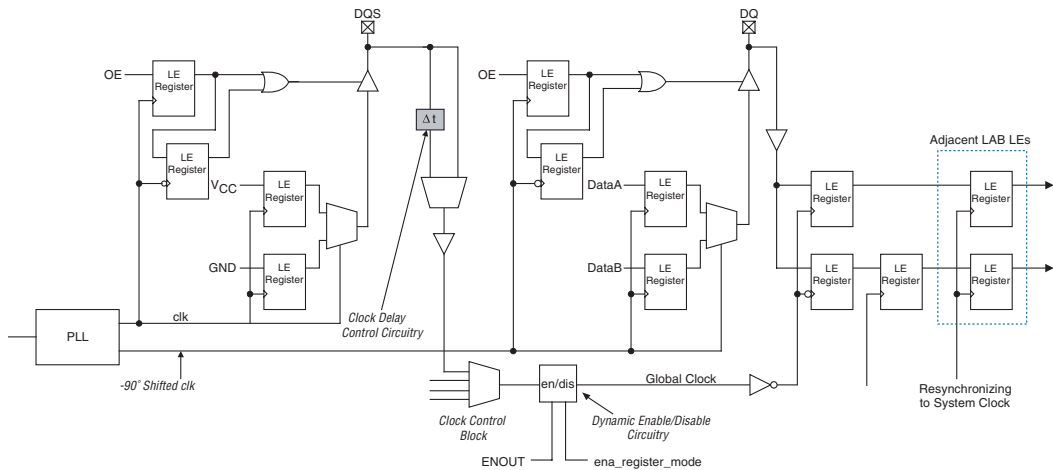 DQS
DQ
OE
LE
Register
OE
LE
Register
Δ t
Adjacent LAB LEs
LE
Register
LE
Register
VCC
LE
Register
DataA
LE
Register
LE
Register
LE
Register
GND
LE
Register
DataB
LE
Register
LE
Register
LE
Register
LE
Register
Clock Delay
Control Circuitry
clk
PLL
-90° Shifted clk
en/dis
Global Clock
Resynchronizing
to System Clock
Clock Control
Block
Dynamic Enable/Disable
Circuitry
ENOUT
ena_register_mode